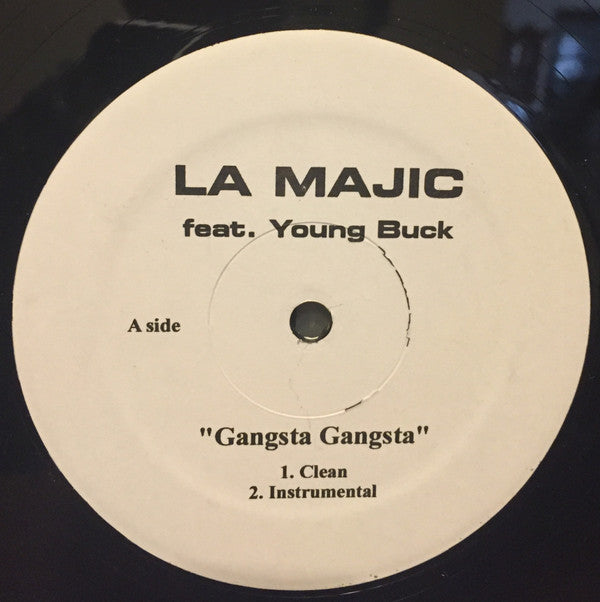 LA MAJIC
feat. Young Buck
A side
"Gangsta Gangsta"
1. Clean
2. Instrumental